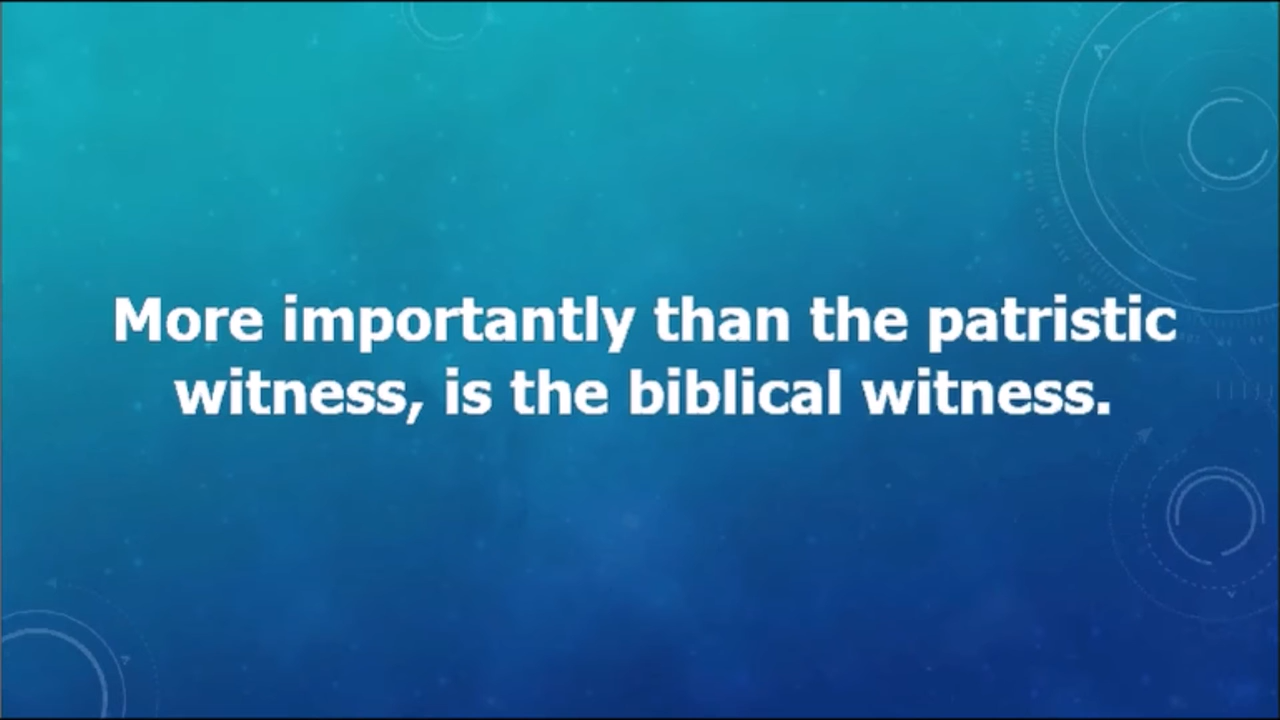 More importantly than the patristic
witness, is the biblical witness.